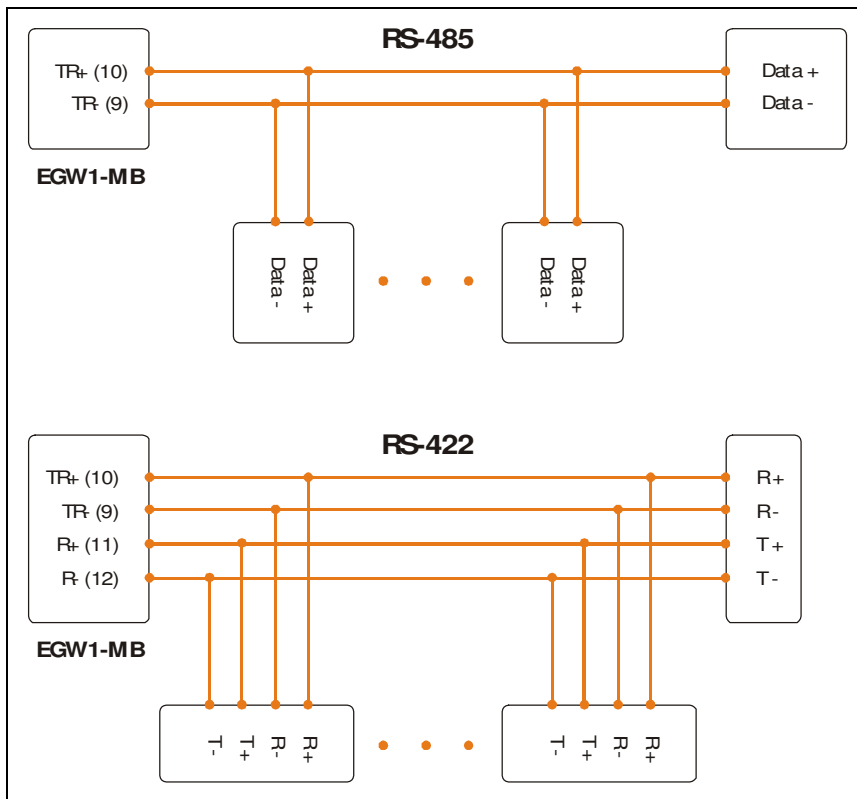 RS-485
TR+ (10)
TR- (9)
EGW1-MB
Data +
Data -
Data -
Data +
Data -
Data +
RS-422
TR+ (10)
TR- (9)
R+ (11)
R- (12)
EGW1-MB
R+
R-
T+
T-
T-
T+
R-
R+
T-
T+
R-
R+